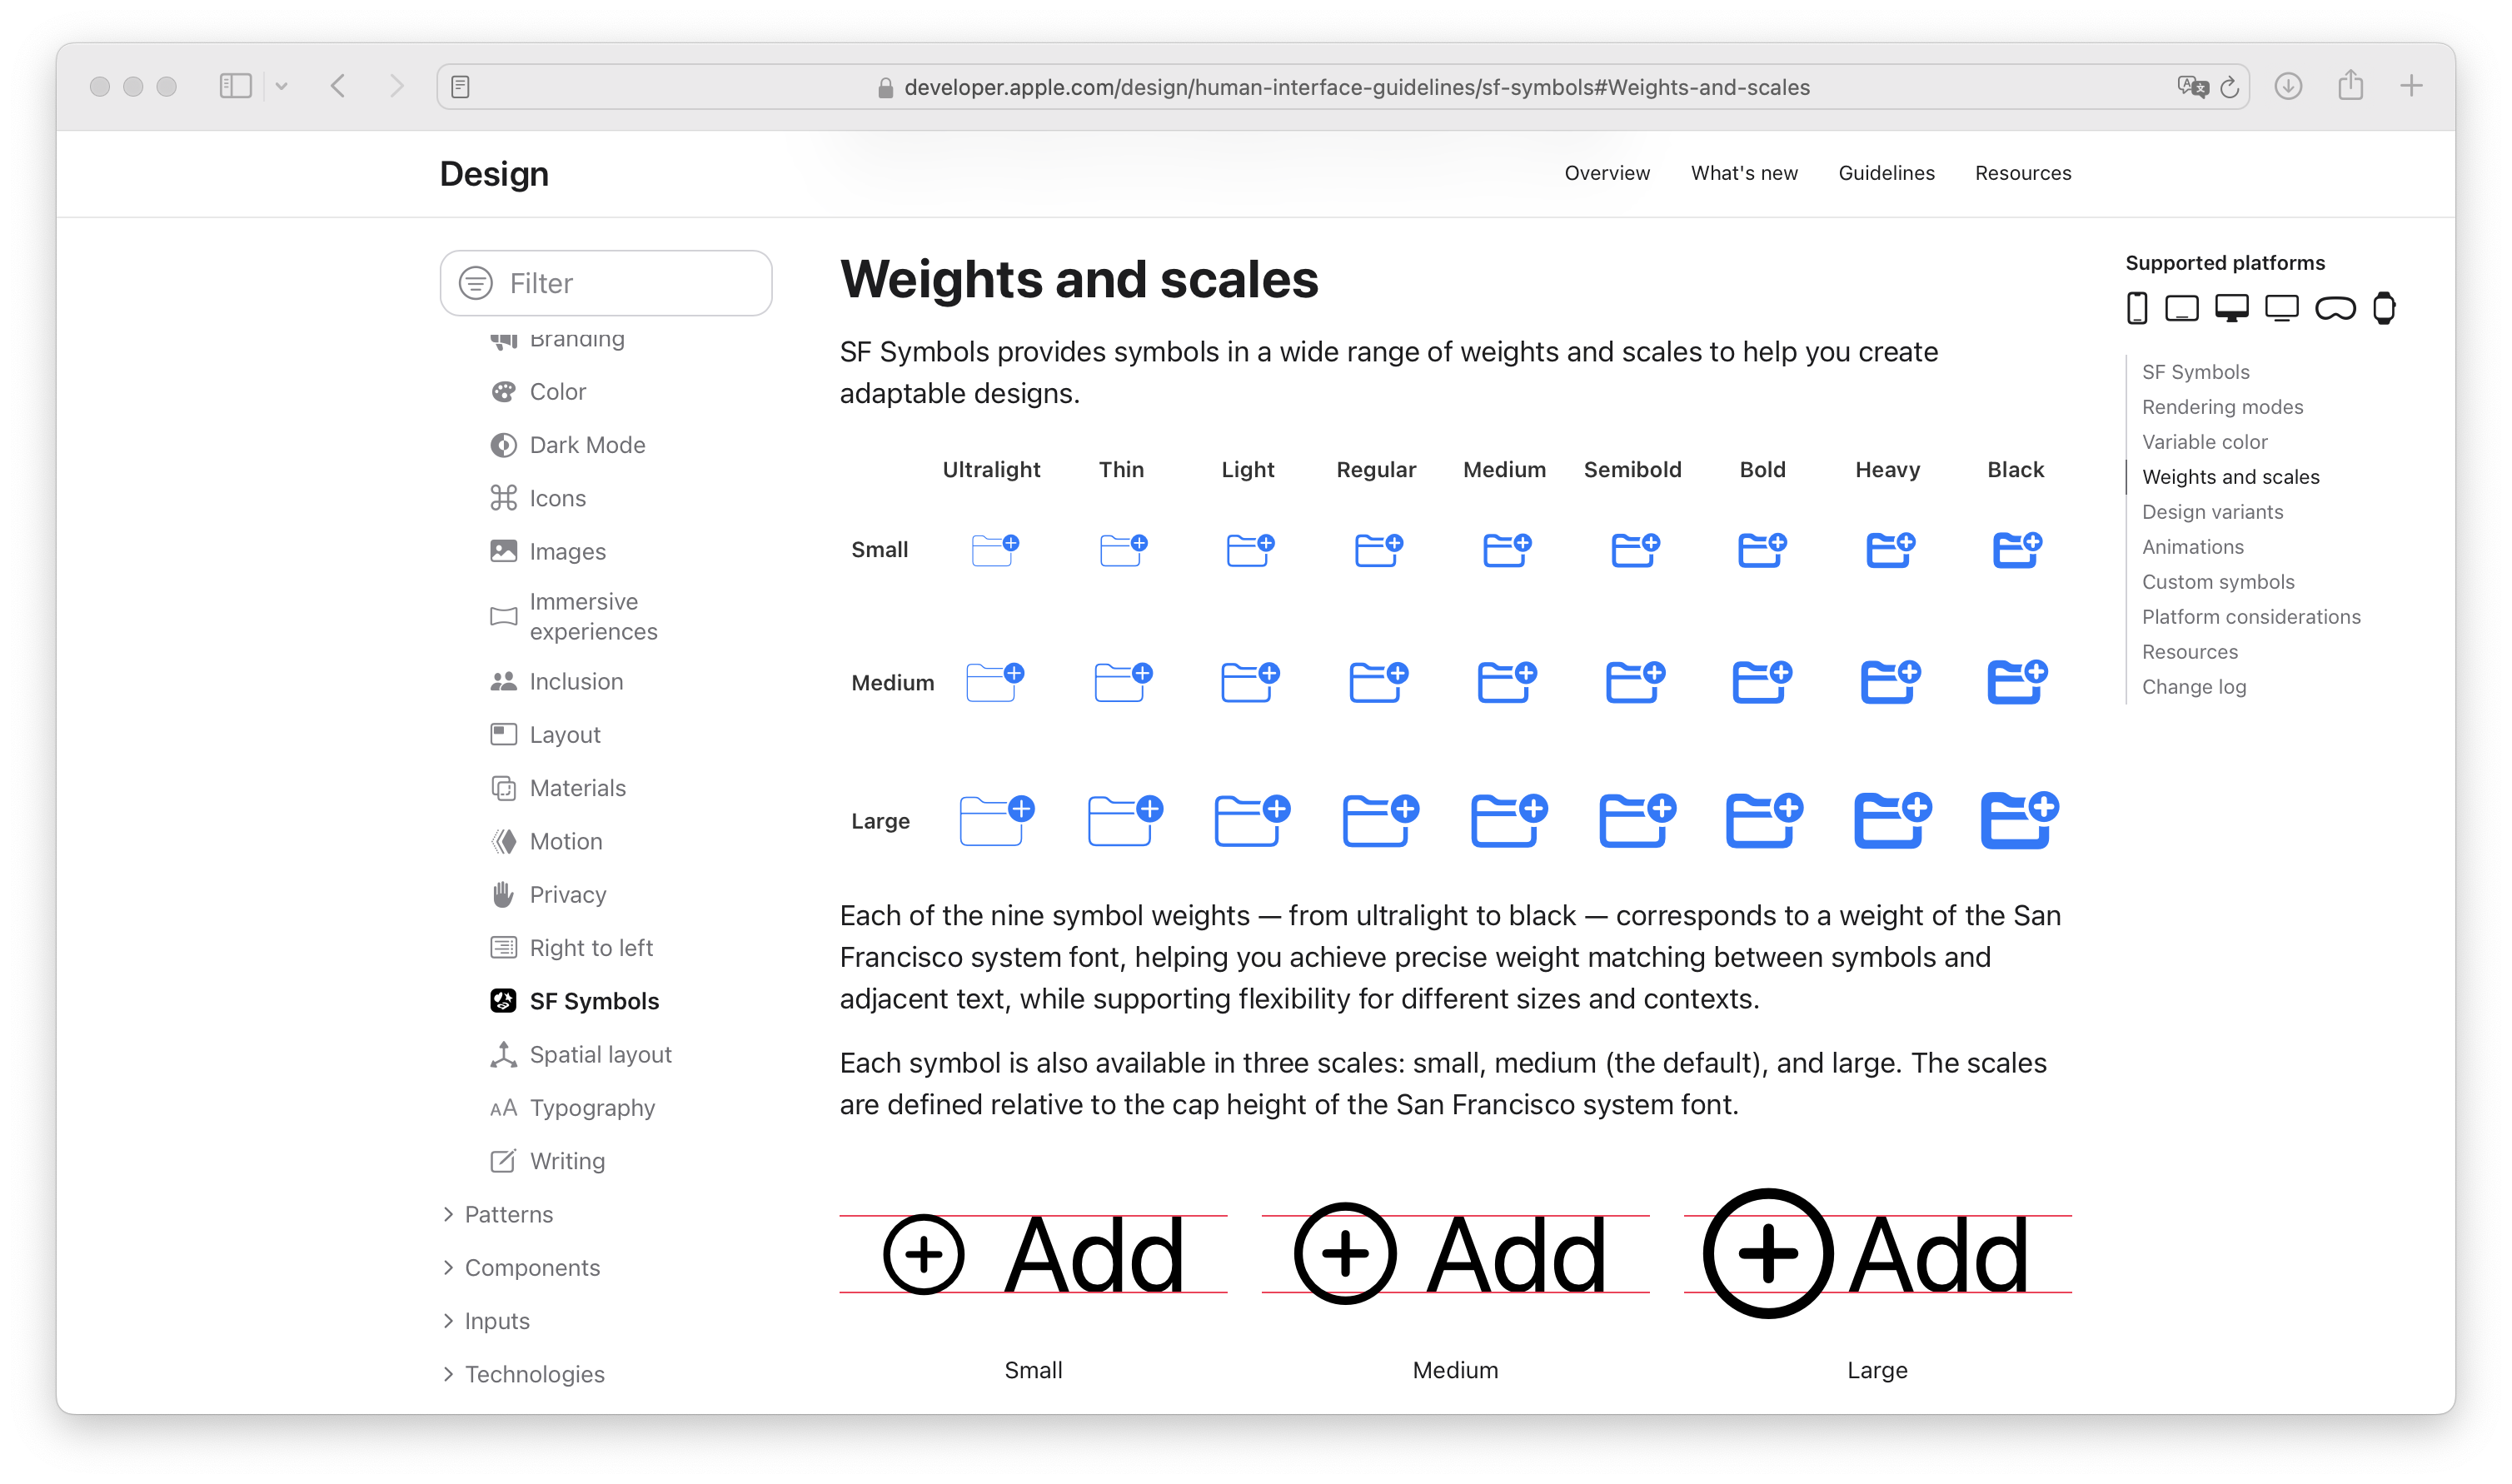 developer.apple.com/design/human-interface-guidelines/sf-symbols#Weights-and-scales
Design
Overview
What's new
Guidelines
Resources
Filter
Branding
Color
Dark Mode
Icons
Images
Immersive
experiences
Inclusion
Layout
Materials
Motion
Privacy
Right to left
SF Symbols
Spatial layout
AA Typography
Writing
Patterns
Components
Inputs
Technologies
Weights and scales
SF Symbols provides symbols in a wide range of weights and scales to help you create
adaptable designs.
Ultralight Thin Light Regular Medium Semibold Bold Heavy Black
Small
Medium
Large
Each of the nine symbol weights — from ultralight to black — corresponds to a weight of the San
Francisco system font, helping you achieve precise weight matching between symbols and
adjacent text, while supporting flexibility for different sizes and contexts.
Each symbol is also available in three scales: small, medium (the default), and large. The scales
are defined relative to the cap height of the San Francisco system font.
Add Add Add
Small Medium Large
Supported platforms
SF Symbols
Rendering modes
Variable color
Weights and scales
Design variants
Animations
Custom symbols
Platform considerations
Resources
Change log